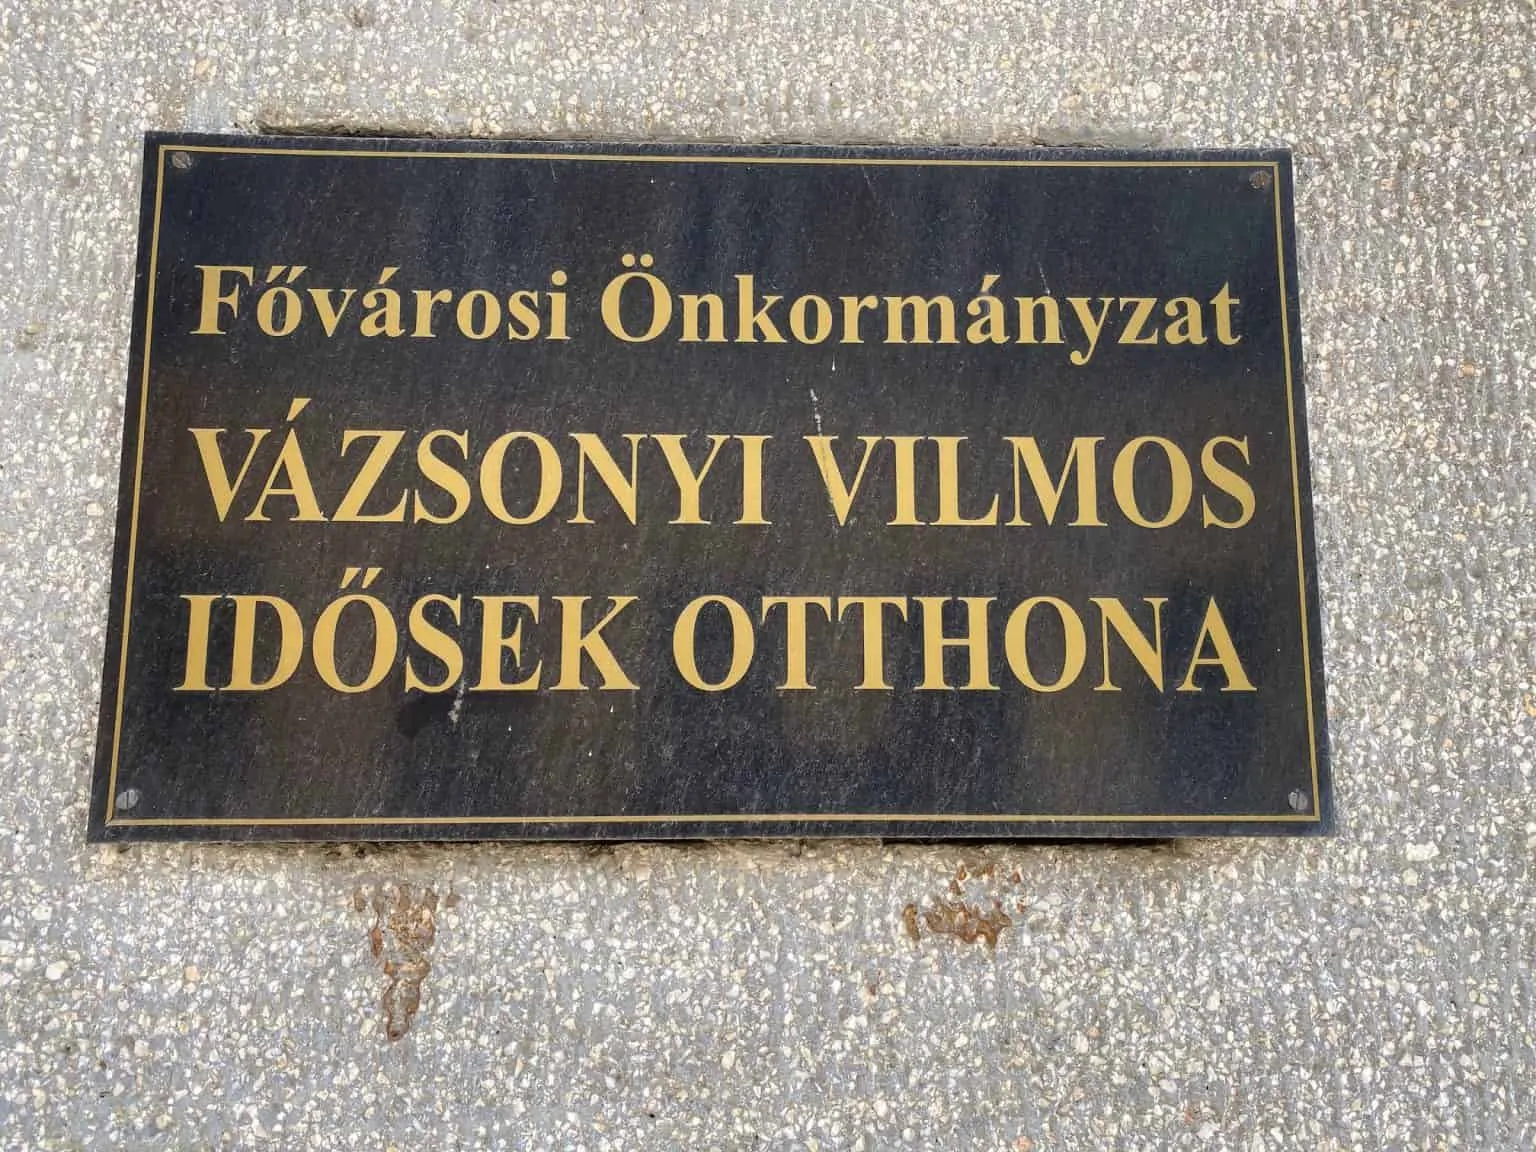 Fővárosi Önkormányzat
VÁZSONYI VILMOS
IDŐSEK OTTHONA